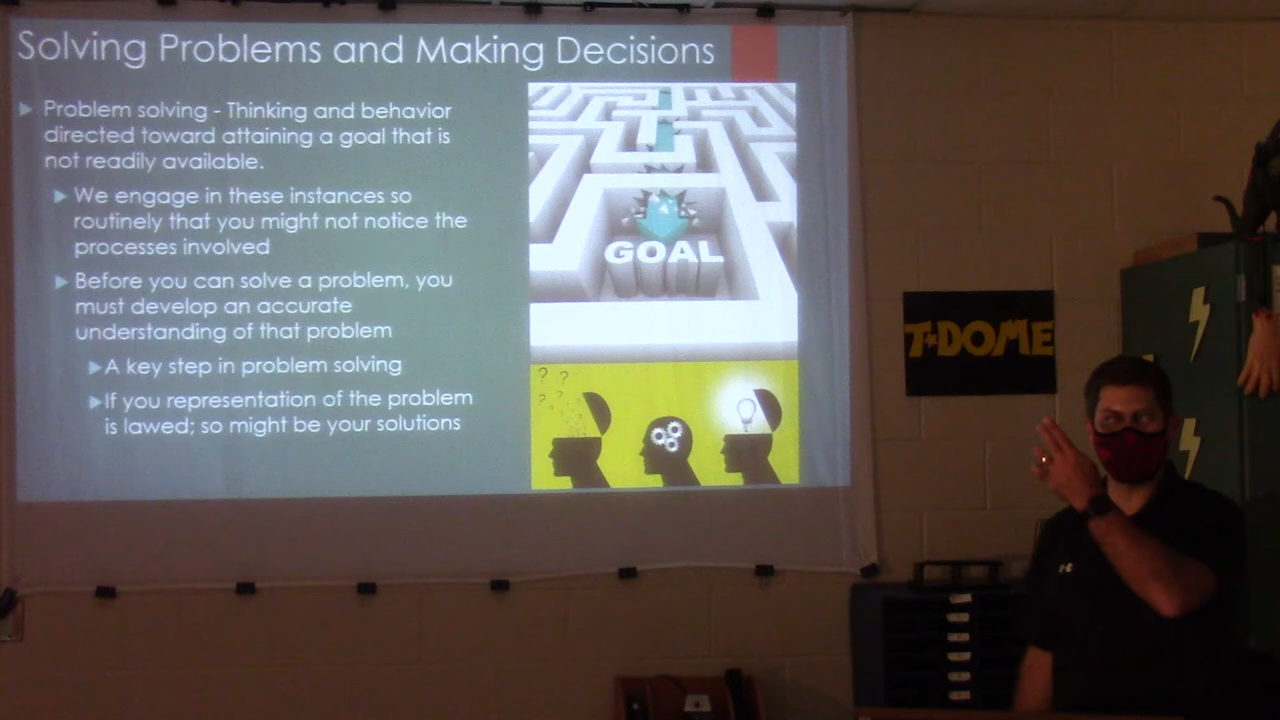 Solving Problems and Making Decisions
Problem solving - Thinking and behavior
directed toward attaining a goal that is
not readily available.
We engage in these instances so
routinely that you might not notice the
processes involved
Before you can solve a problem, you
must develop an accurate
understanding of that problem
A key step in problem solving
If you representation of the problem
is lawed; so might be your solutions
GOAL
? ?
?
T★DOME